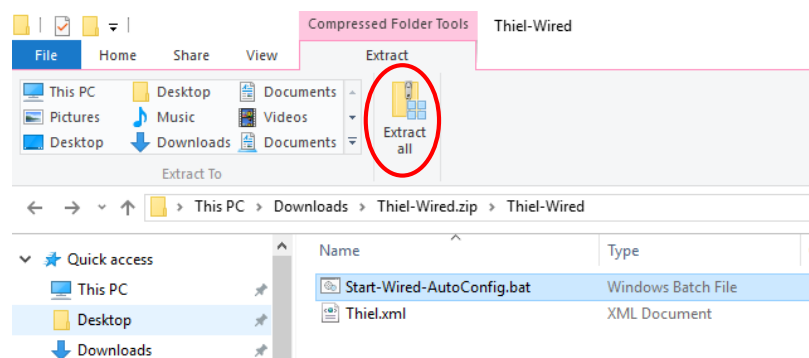 Compressed Folder Tools Thiel-Wired
File Home Share View Extract
This PC Desktop Documents
Pictures Music Videos
Desktop Downloads Documents
Extract
all
Extract To
This PC > Downloads > Thiel-Wired.zip > Thiel-Wired
Name Type
Quick access
Start-Wired-AutoConfig.bat Windows Batch File
This PC
Thiel.xml XML Document
Desktop
Downloads